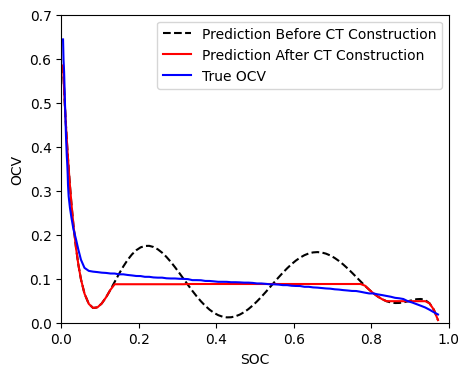 0.7
0.6
0.5
0.4
0.3
0.2
0.1
0.0
OCV
Prediction Before CT Construction
Prediction After CT Construction
True OCV
0.0 0.2 0.4 0.6 0.8 1.0
SOC